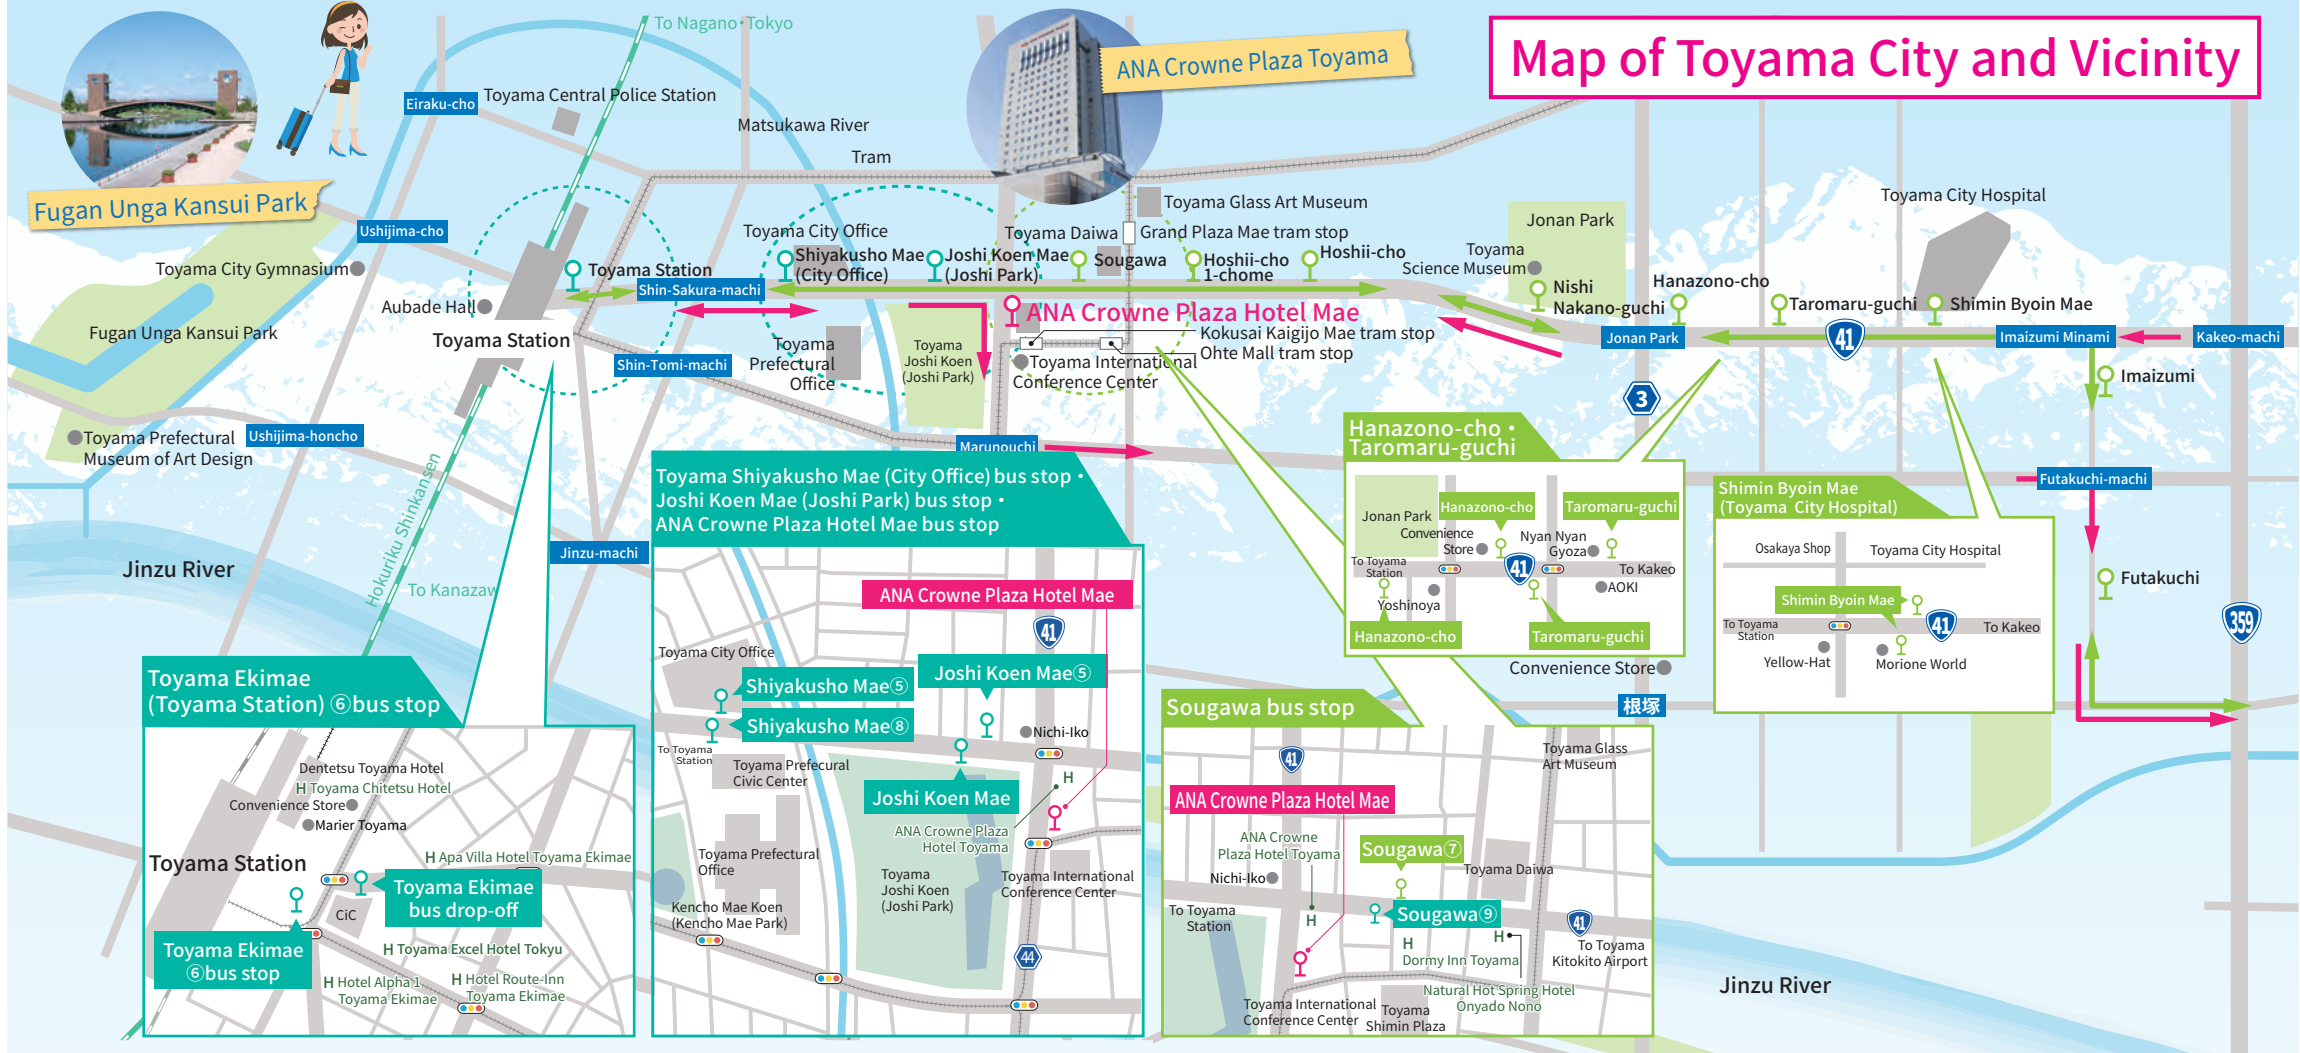 Map of Toyama City and Vicinity
To Nagano・Tokyo
ANA Crowne Plaza Toyama
Fugan Unga Kansui Park
Eiraku-cho
Toyama Central Police Station
Matsukawa River
Tram
Ushijima-cho
Toyama City Gymnasium
Aubade Hall
Fugan Unga Kansui Park
Toyama Station
Toyama Station
Shin-Sakura-machi
Toyama City Office
Shiyakusho Mae
(City Office)
Joshi Koen Mae
(Joshi Park)
Toyama Glass Art Museum
Toyama Daiwa
Grand Plaza Mae tram stop
Sougawa
Hoshii-cho
1-chome
Hoshii-cho
Jonan Park
Toyama
Science Museum
Nishi
Nakano-guchi
Hanazono-cho
Taromaru-guchi
Toyama City Hospital
Shimin Byoin Mae
Jonan Park
41
Imaizumi Minami
Kakeo-machi
Imaizumi
ANA Crowne Plaza Hotel Mae
Kokusai Kaigijo Mae tram stop
Ohte Mall tram stop
Toyama International
Conference Center
Toyama
Prefectural
Office
Toyama
Joshi Koen
(Joshi Park)
Shin-Tomi-machi
Toyama Prefectural
Museum of Art Design
Ushijima-honcho
Marunouchi
3
Futakuchi-machi
Futakuchi
359
Hokuriku Shinkansen
To Kanazaw
Jinzu River
Jinzu-machi
Convenience Store
根塚
Jinzu River
Toyama Ekimae
(Toyama Station) ⑥bus stop
Dentetsu Toyama Hotel
H Toyama Chitetsu Hotel
Convenience Store
Marier Toyama
Toyama Station
H Apa Villa Hotel Toyama Ekimae
Toyama Ekimae
bus drop-off
CiC
Toyama Ekimae
⑥bus stop
H Toyama Excel Hotel Tokyu
H Hotel Alpha 1
Toyama Ekimae
H Hotel Route-Inn
Toyama Ekimae
Toyama Shiyakusho Mae (City Office) bus stop・
Joshi Koen Mae (Joshi Park) bus stop・
ANA Crowne Plaza Hotel Mae bus stop
ANA Crowne Plaza Hotel Mae
41
Toyama City Office
Shiyakusho Mae⑤
Joshi Koen Mae⑤
Shiyakusho Mae⑧
Nichi-Iko
To Toyama
Station
Toyama Prefecural
Civic Center
Joshi Koen Mae
H
ANA Crowne Plaza
Hotel Toyama
Toyama Prefectural
Office
Toyama
Joshi Koen
(Joshi Park)
Toyama International
Conference Center
Kencho Mae Koen
(Kencho Mae Park)
44
Hanazono-cho・
Taromaru-guchi
Jonan Park
Hanazono-cho
Taromaru-guchi
Convenience
Store
Nyan Nyan
Gyoza
To Toyama
Station
41
To Kakeo
Yoshinoya
AOKI
Hanazono-cho
Taromaru-guchi
Shimin Byoin Mae
(Toyama City Hospital)
Osakaya Shop
Toyama City Hospital
Shimin Byoin Mae
To Toyama
Station
41
To Kakeo
Yellow-Hat
Morione World
Sougawa bus stop
41
Toyama Glass
Art Museum
ANA Crowne Plaza Hotel Mae
ANA Crowne
Plaza Hotel Toyama
Sougawa⑦
Toyama Daiwa
Nichi-Iko
To Toyama
Station
H
Sougawa⑨
41
H
Dormy Inn Toyama
H
To Toyama
Kitokito Airport
Natural Hot Spring Hotel
Onyado Nono
Toyama International
Conference Center
Toyama
Shimin Plaza